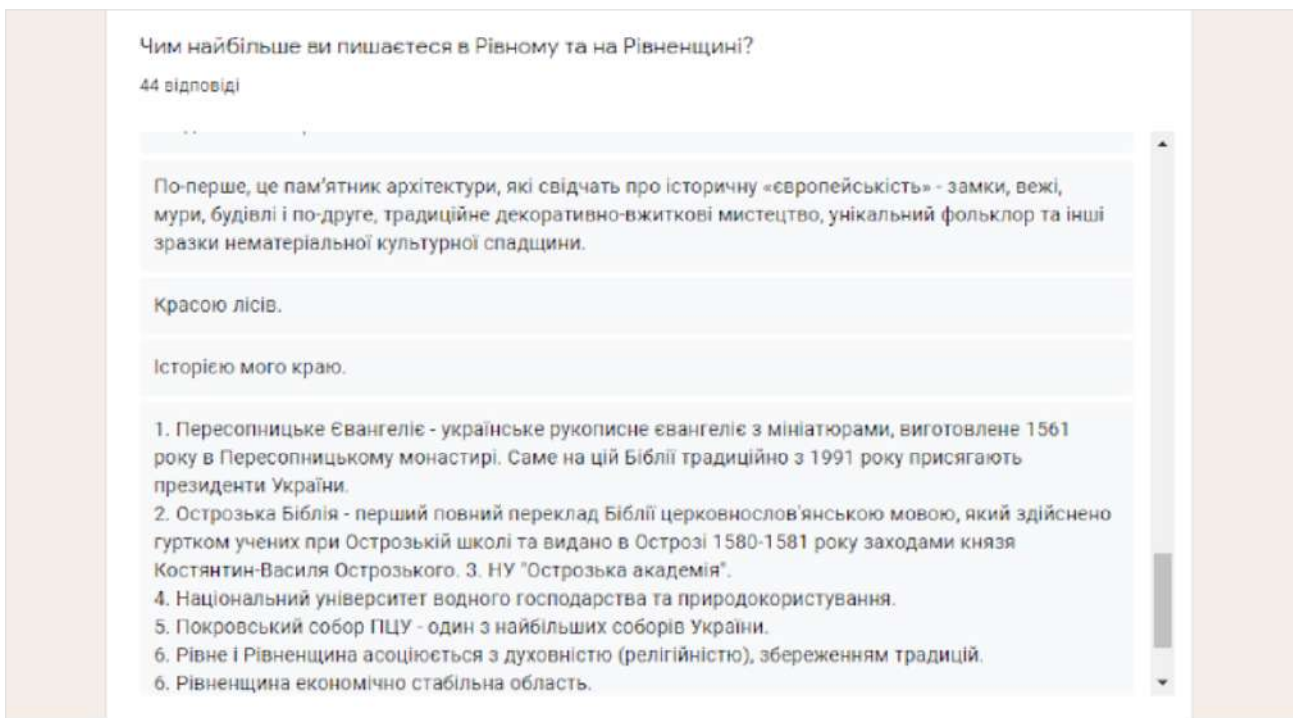 Чим найбільше ви пишаєтеся в Рівному та на Рівненщині?
44 відповіді
По-перше, це пам'ятник архітектури, які свідчать про історичну «європейськість» - замки, вежі,
мури, будівлі і по-друге, традиційне декоративно-вжиткові мистецтво, унікальний фольклор та інші
зразки нематеріальної культурної спадщини.
Красою лісів.
Історією мого краю.
1. Пересопницьке Євангеліє - українське рукописне євангеліє з мініатюрами, виготовлене 1561
року в Пересопницькому монастирі. Саме на цій Біблії традиційно з 1991 року присягають
президенти України.
2. Острозька Біблія - перший повний переклад Біблії церковнослов'янською мовою, який здійснено
гуртком учених при Острозькій школі та видано в Острозі 1580-1581 року заходами князя
Костянтин-Василя Острозького. 3. НУ "Острозька академія".
4. Національний університет водного господарства та природокористування.
5. Покровський собор ПЦУ - один з найбільших соборів України.
6. Рівне і Рівненщина асоціюється з духовністю (релігійністю), збереженням традицій.
6. Рівненщина економічно стабільна область.